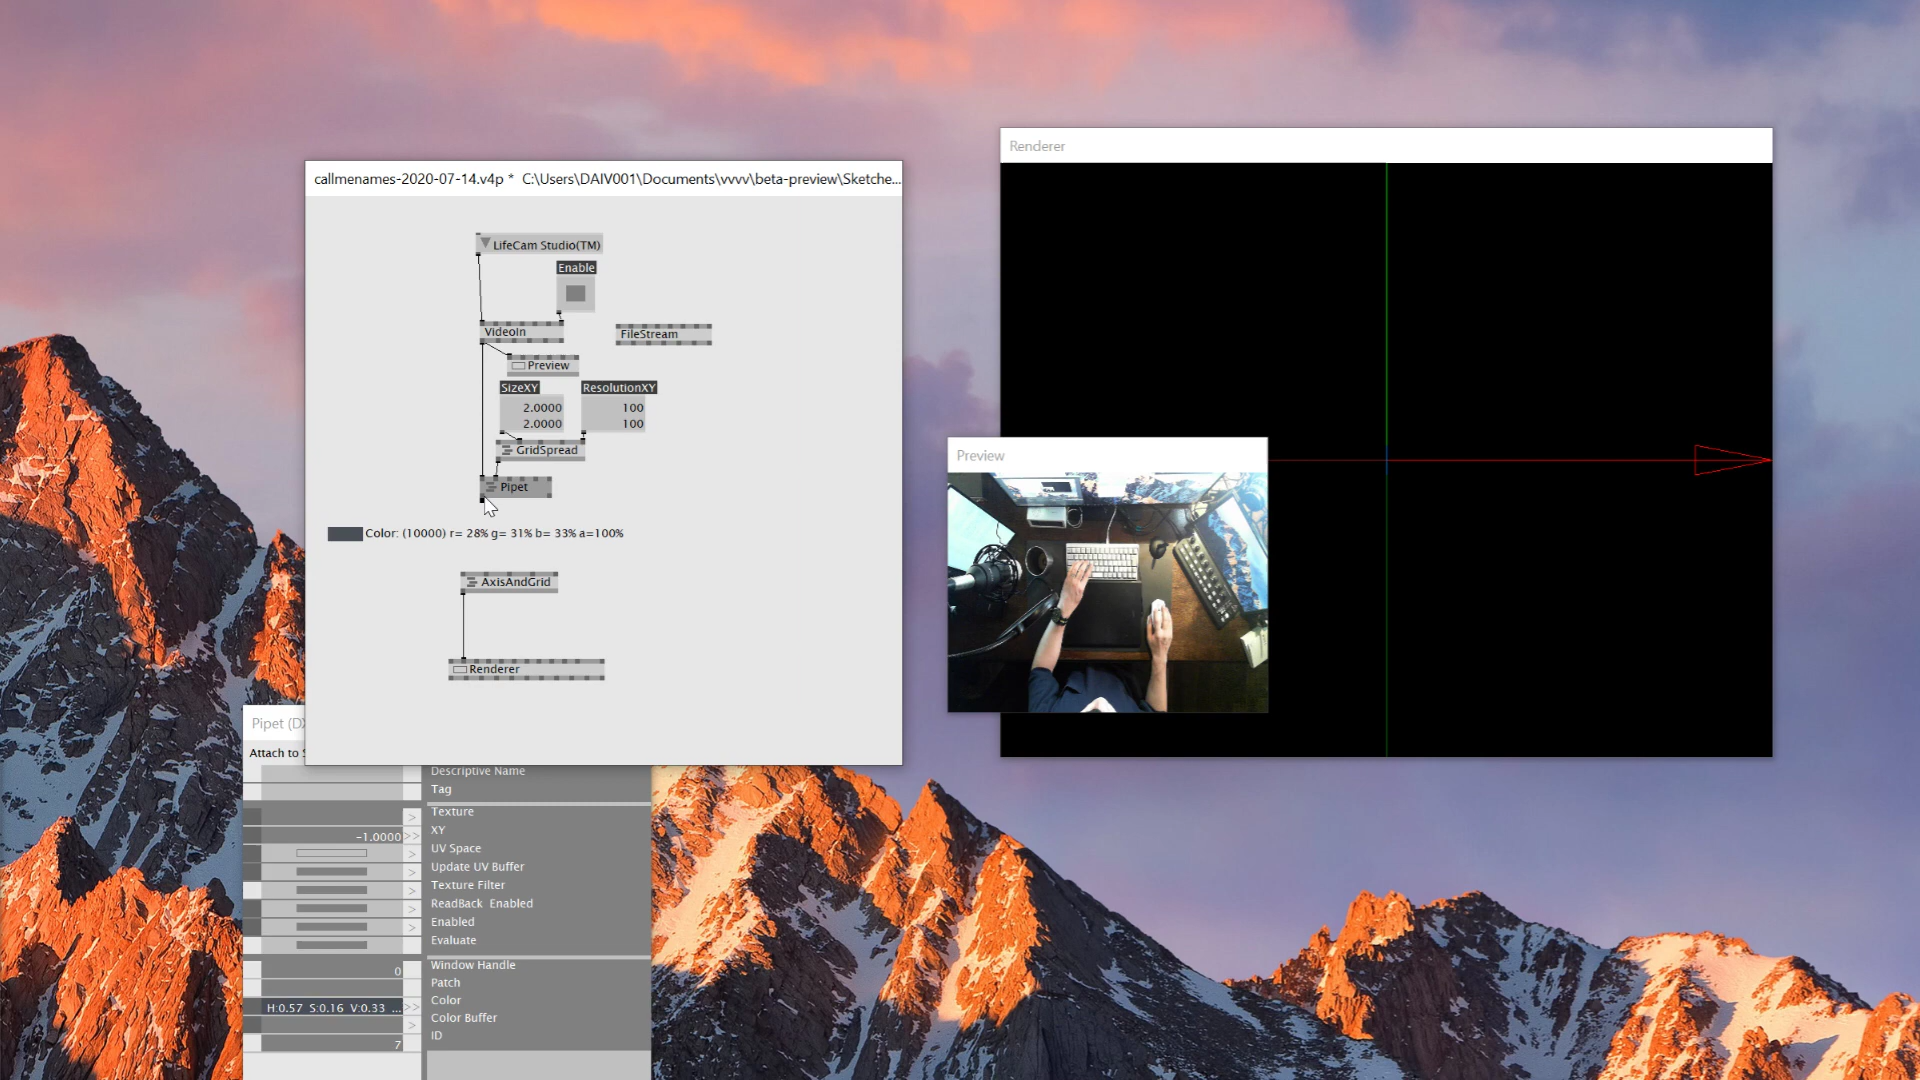 callmenames-2020-07-14.v4p * C:\Users\DAIV001\Documents\vvvv\beta-preview\Sketche...
LifeCam Studio(TM)
Enable
VideoIn
FileStream
Preview
SizeXY
ResolutionXY
2.0000
100
2.0000
100
GridSpread
Pipet
Color: (10000) r= 28% g= 31% b= 33% a=100%
AxisAndGrid
Renderer
Renderer
Preview
Pipet (DX
Attach to S
Descriptive Name
Tag
Texture
>
-1.0000 >>
XY
>
UV Space
>
Update UV Buffer
>
Texture Filter
>
ReadBack Enabled
>
Enabled
Evaluate
0
Window Handle
Patch
H:0.57 S:0.16 V:0.33 ... >>
Color
>
Color Buffer
7
ID